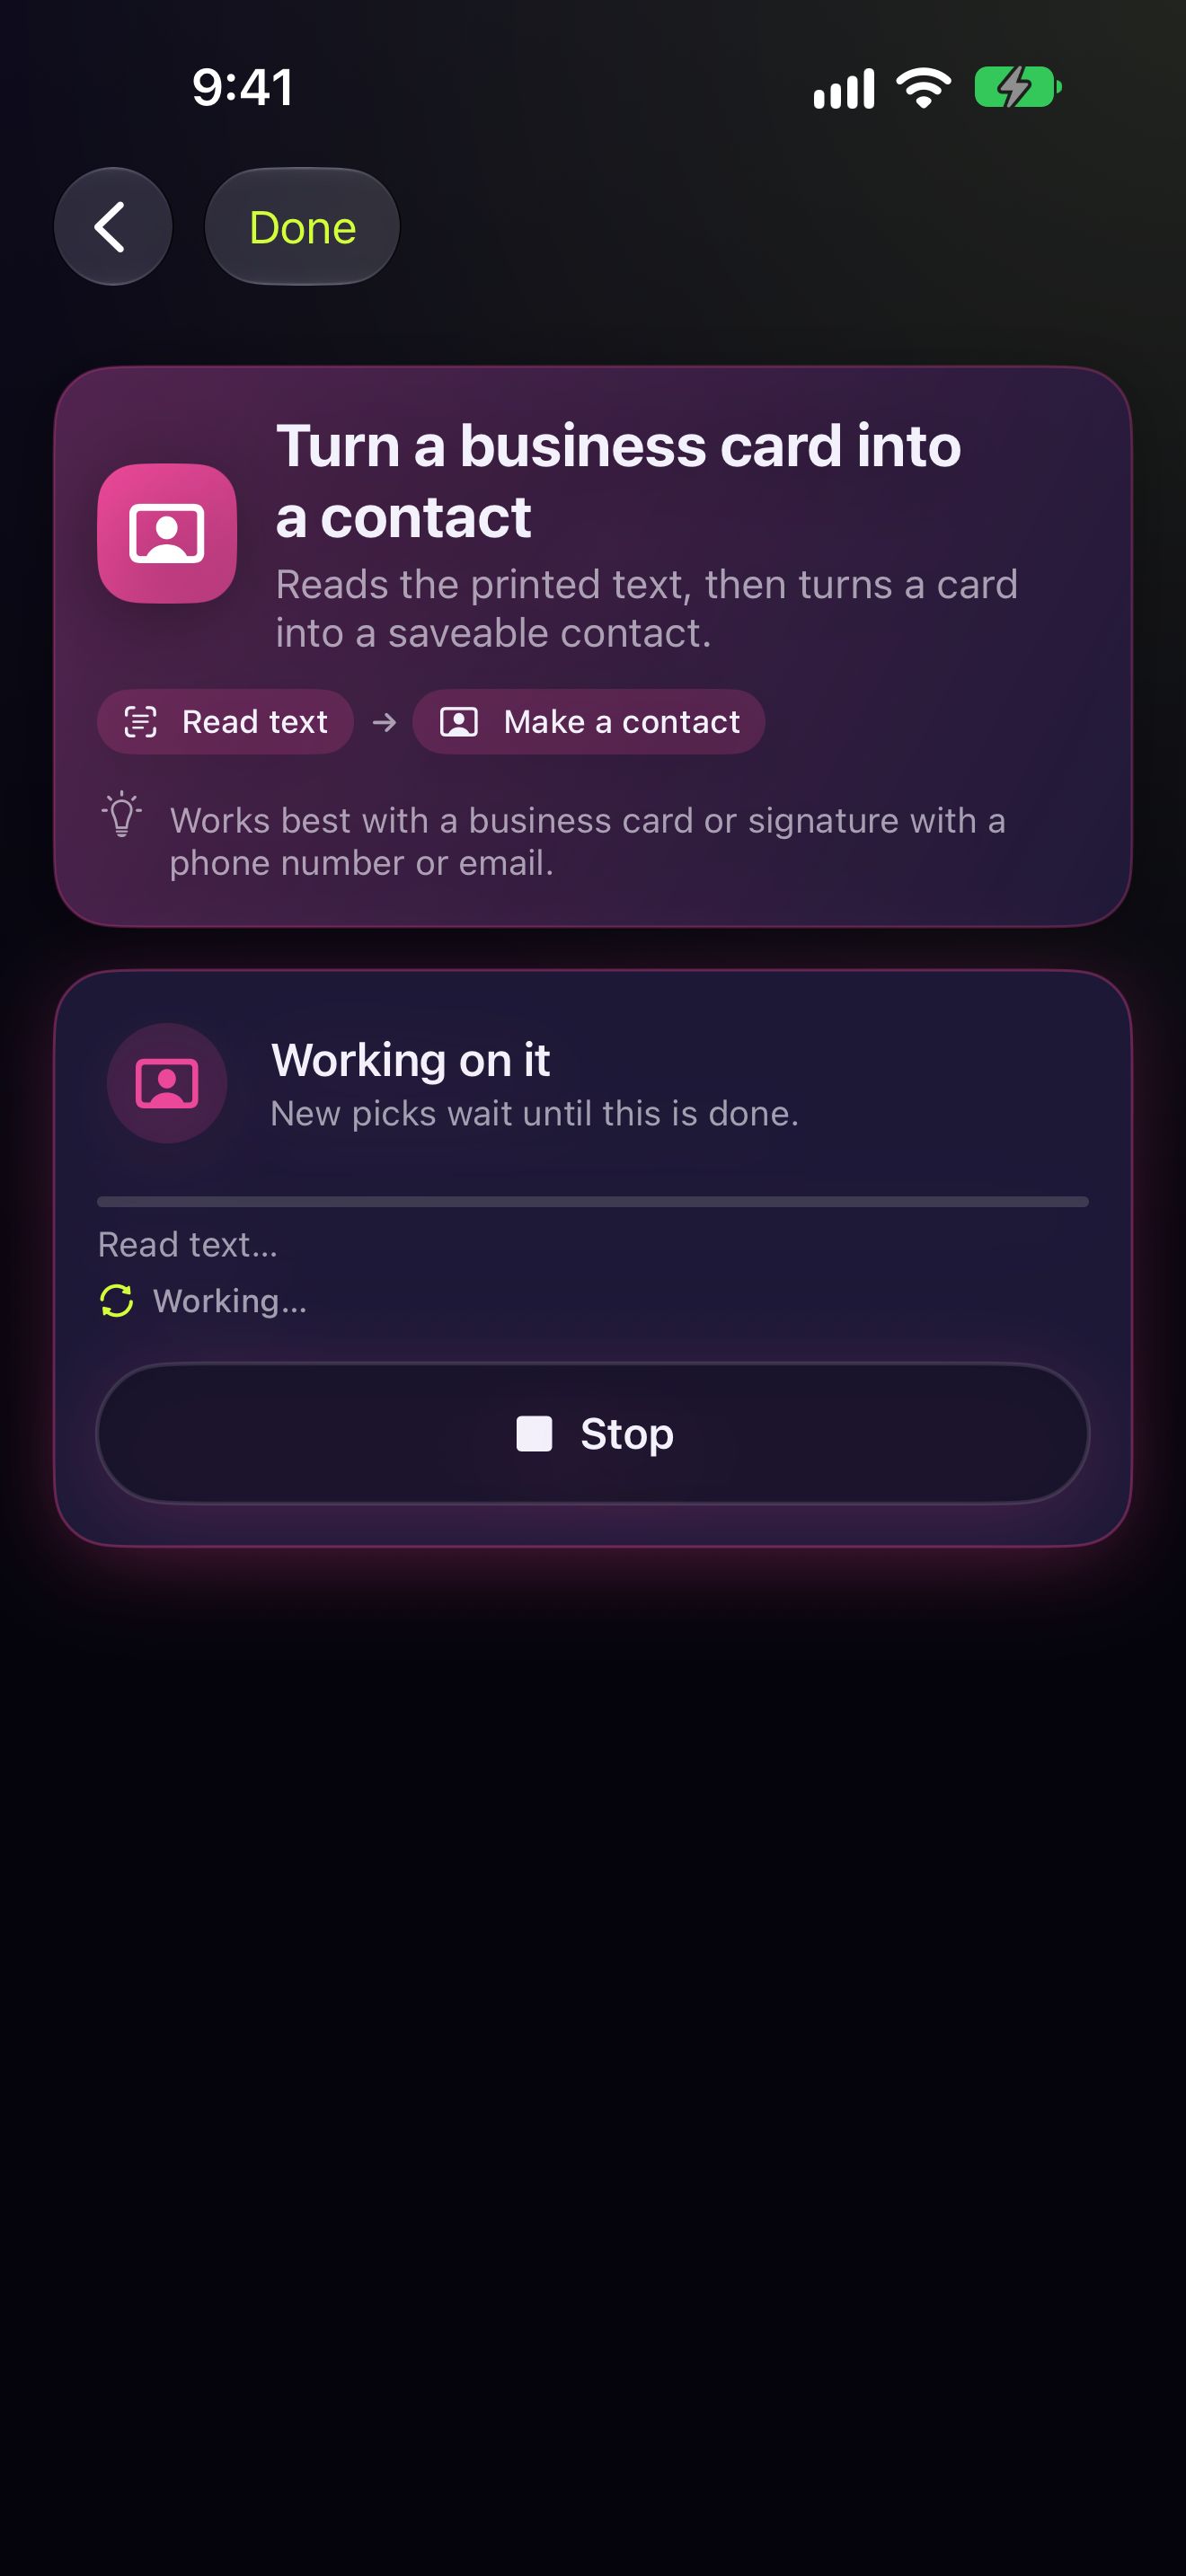 9:41
Done
Turn a business card into
a contact
Reads the printed text, then turns a card
into a saveable contact.
Read text → Make a contact
Works best with a business card or signature with a
phone number or email.
Working on it
New picks wait until this is done.
Read text...
Working...
Stop